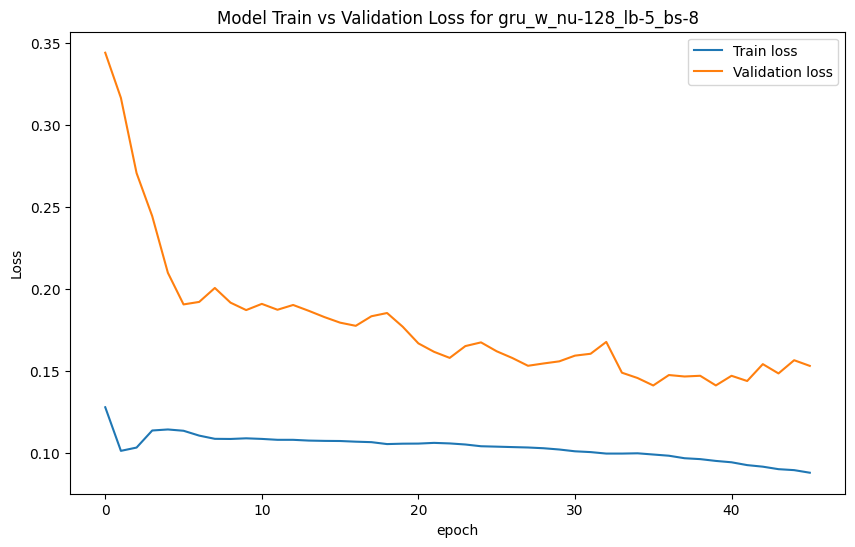 Model Train vs Validation Loss for gru_w_nu-128_lb-5_bs-8
Train loss
Validation loss
0.35
0.30
0.25
0.20
0.15
0.10
Loss
0
10
20
30
40
epoch